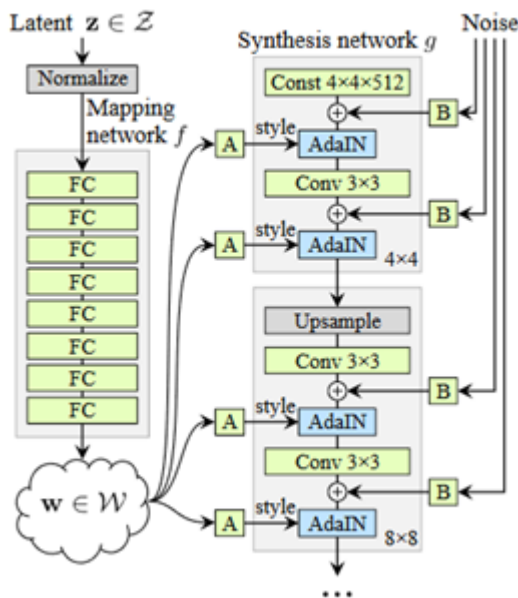 Latent z ∈ Z
Normalize
Mapping
network f
FC
FC
FC
FC
FC
FC
FC
FC
w ∈ W
Synthesis network g
Noise
Const 4×4×512
B
A
style
AdaIN
Conv 3×3
B
A
style
AdaIN
4×4
Upsample
Conv 3×3
B
A
style
AdaIN
Conv 3×3
B
A
style
AdaIN
8×8
...